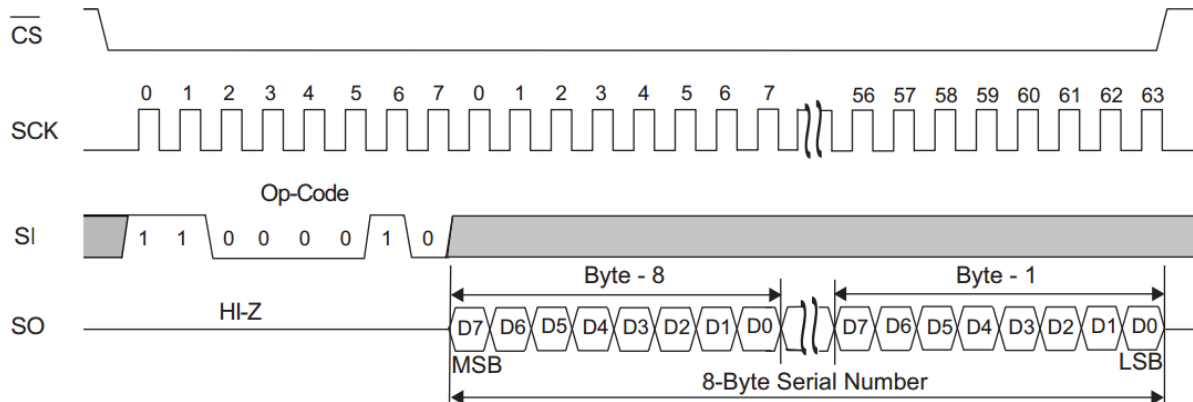 CS
0 1 2 3 4 5 6 7 0 1 2 3 4 5 6 7 56 57 58 59 60 61 62 63
SCK
Op-Code
SI 1 1 0 0 0 0 1 0
Byte - 8 Byte - 1
HI-Z
SO D7 D6 D5 D4 D3 D2 D1 D0 D7 D6 D5 D4 D3 D2 D1 D0
MSB LSB
8-Byte Serial Number